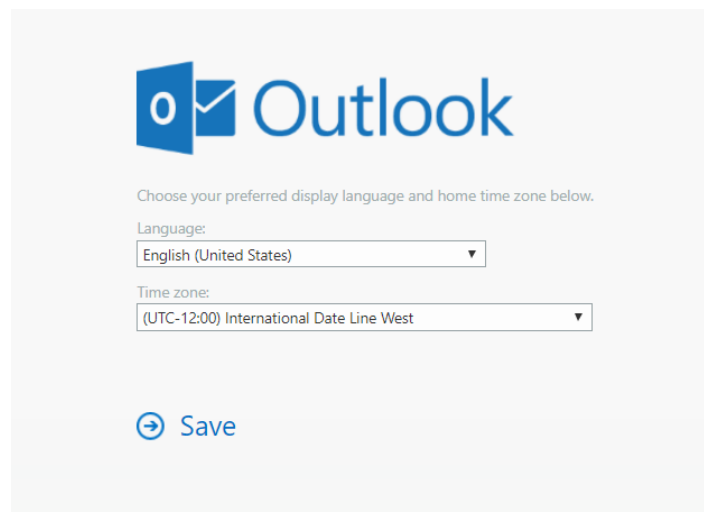 Outlook
Choose your preferred display language and home time zone below.
Language:
English (United States)
Time zone:
(UTC-12:00) International Date Line West
Save